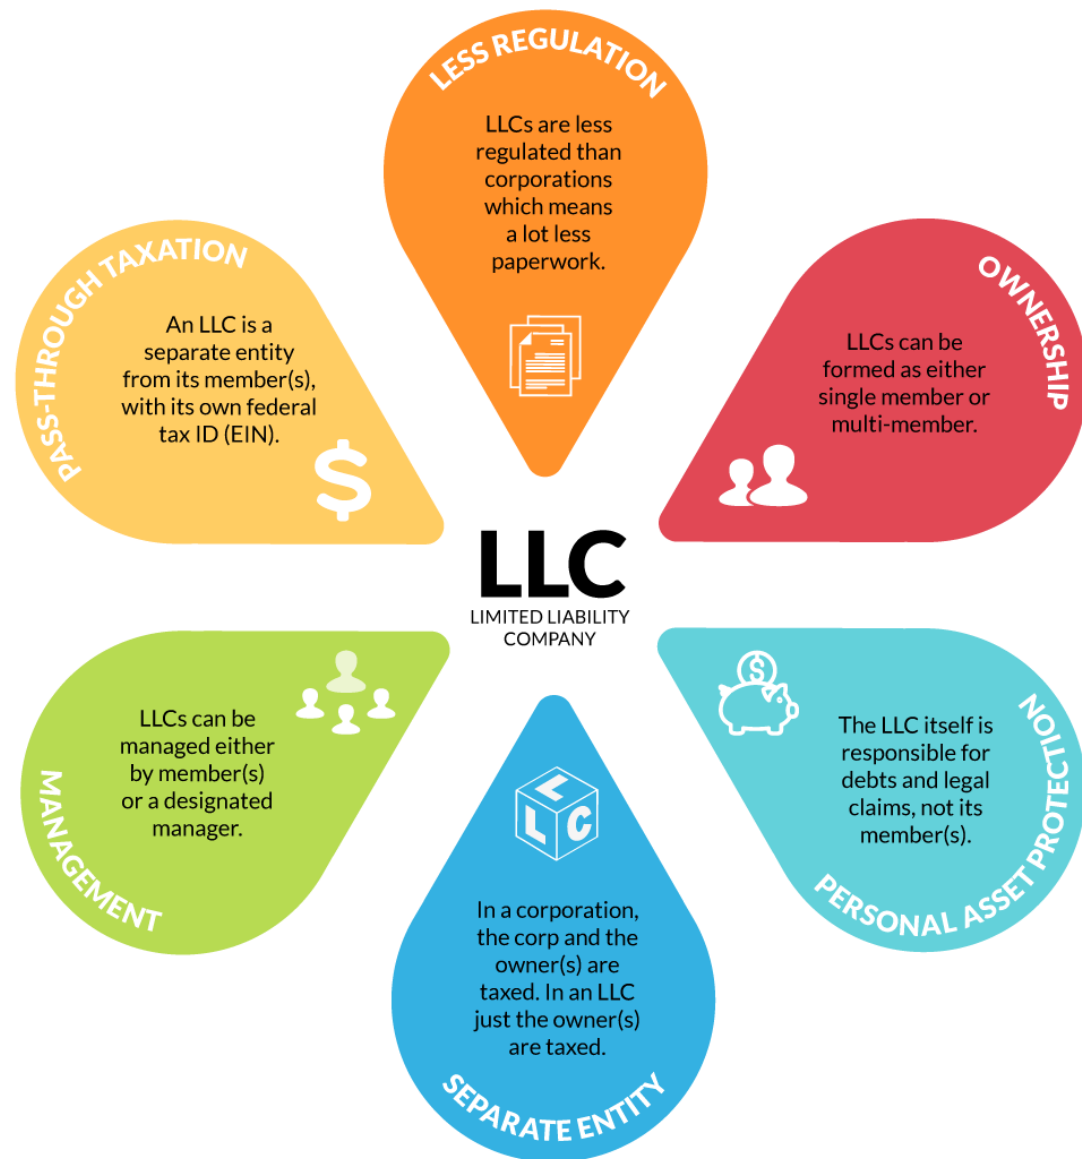 LESS REGULATION
LLCs are less
regulated than
corporations
which means
a lot less
paperwork.
PASS-THROUGH TAXATION
An LLC is a
separate entity
from its member(s),
with its own federal
tax ID (EIN).
$
OWNERSHIP
LLCs can be
formed as either
single member or
multi-member.
LLC
LIMITED LIABILITY
COMPANY
MANAGEMENT
LLCs can be
managed either
by member(s)
or a designated
manager.
$
The LLC itself is
responsible for
debts and legal
claims, not its
member(s).
PERSONAL ASSET PROTECTION
L
L C
In a corporation,
the corp and the
owner(s) are
taxed. In an LLC
just the owner(s)
are taxed.
SEPARATE ENTITY